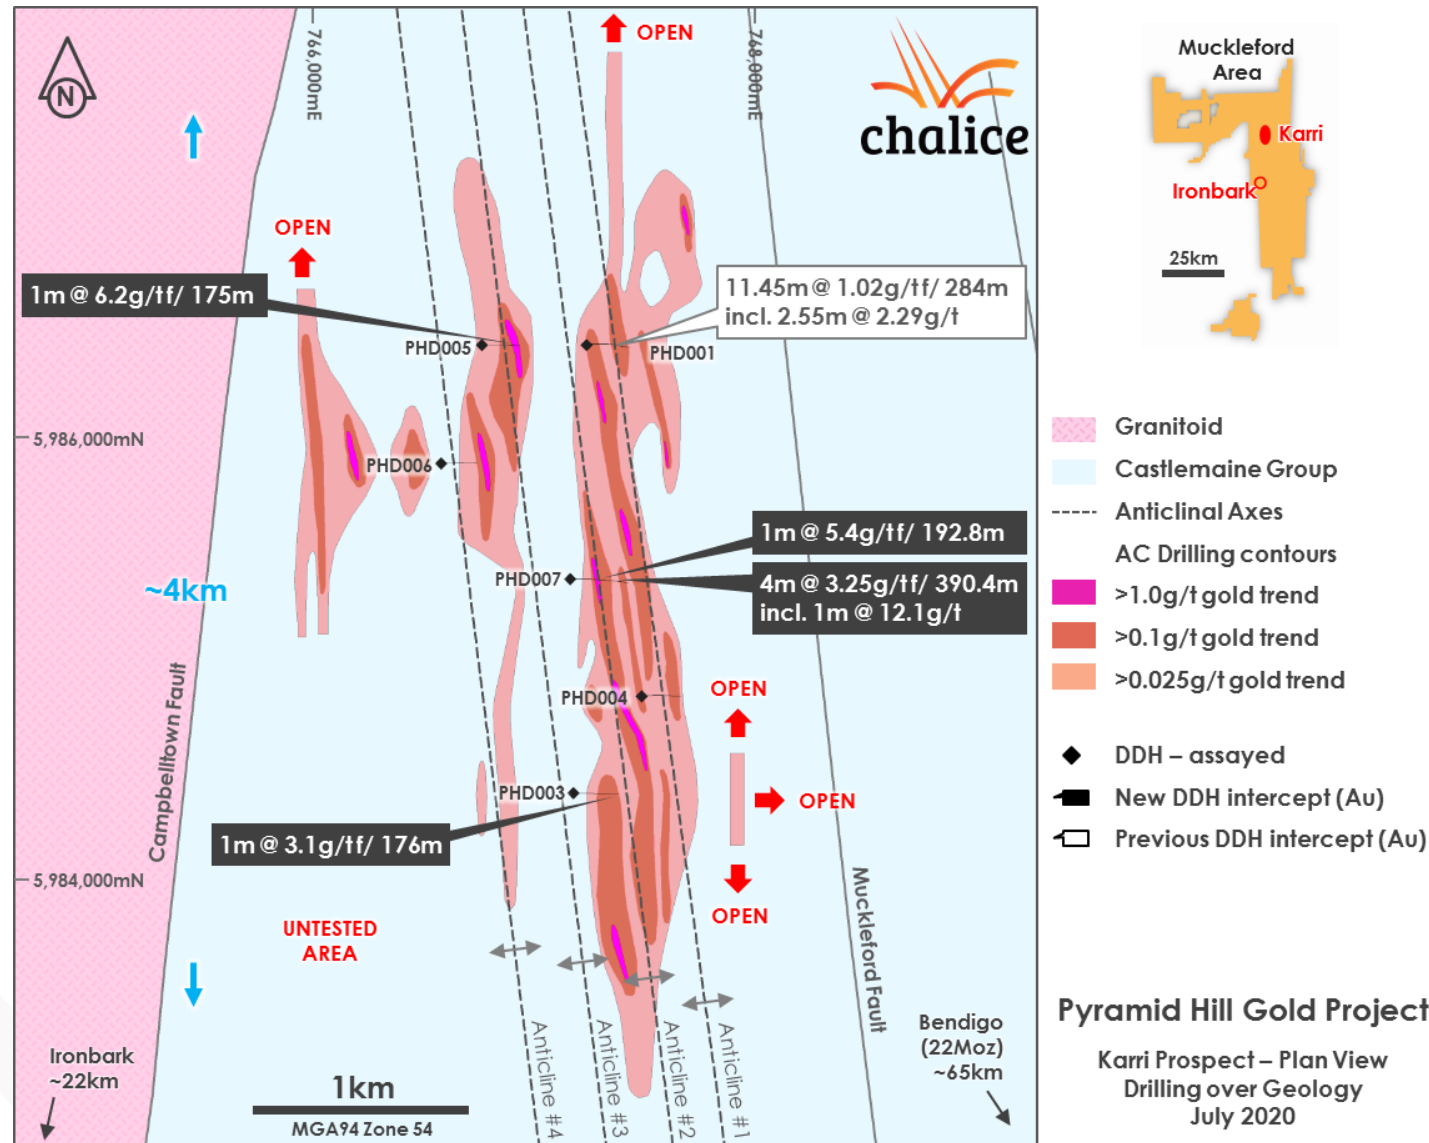 766,000mE
768,000mE
OPEN
N
chalice
OPEN
1m @ 6.2g/tf/ 175m
11.45m @ 1.02g/tf/ 284m
incl. 2.55m @ 2.29g/t
PHD005
PHD001
5,986,000mN
PHD006
1m @ 5.4g/tf/ 192.8m
PHD007
4m @ 3.25g/tf/ 390.4m
incl. 1m @ 12.1g/t
~4km
Campbelltown Fault
PHD004
OPEN
PHD003
OPEN
1m @ 3.1g/tf/ 176m
5,984,000mN
OPEN
UNTESTED
AREA
Muckleford Fault
Anticline #4
Anticline #3
Anticline #2
Anticline #1
Bendigo
(22Moz)
~65km
Ironbark
~22km
1km
MGA94 Zone 54
Muckleford
Area
Karri
Ironbark
25km
Granitoid
Castlemaine Group
Anticlinal Axes
AC Drilling contours
>1.0g/t gold trend
>0.1g/t gold trend
>0.025g/t gold trend
DDH – assayed
New DDH intercept (Au)
Previous DDH intercept (Au)
Pyramid Hill Gold Project
Karri Prospect – Plan View
Drilling over Geology
July 2020